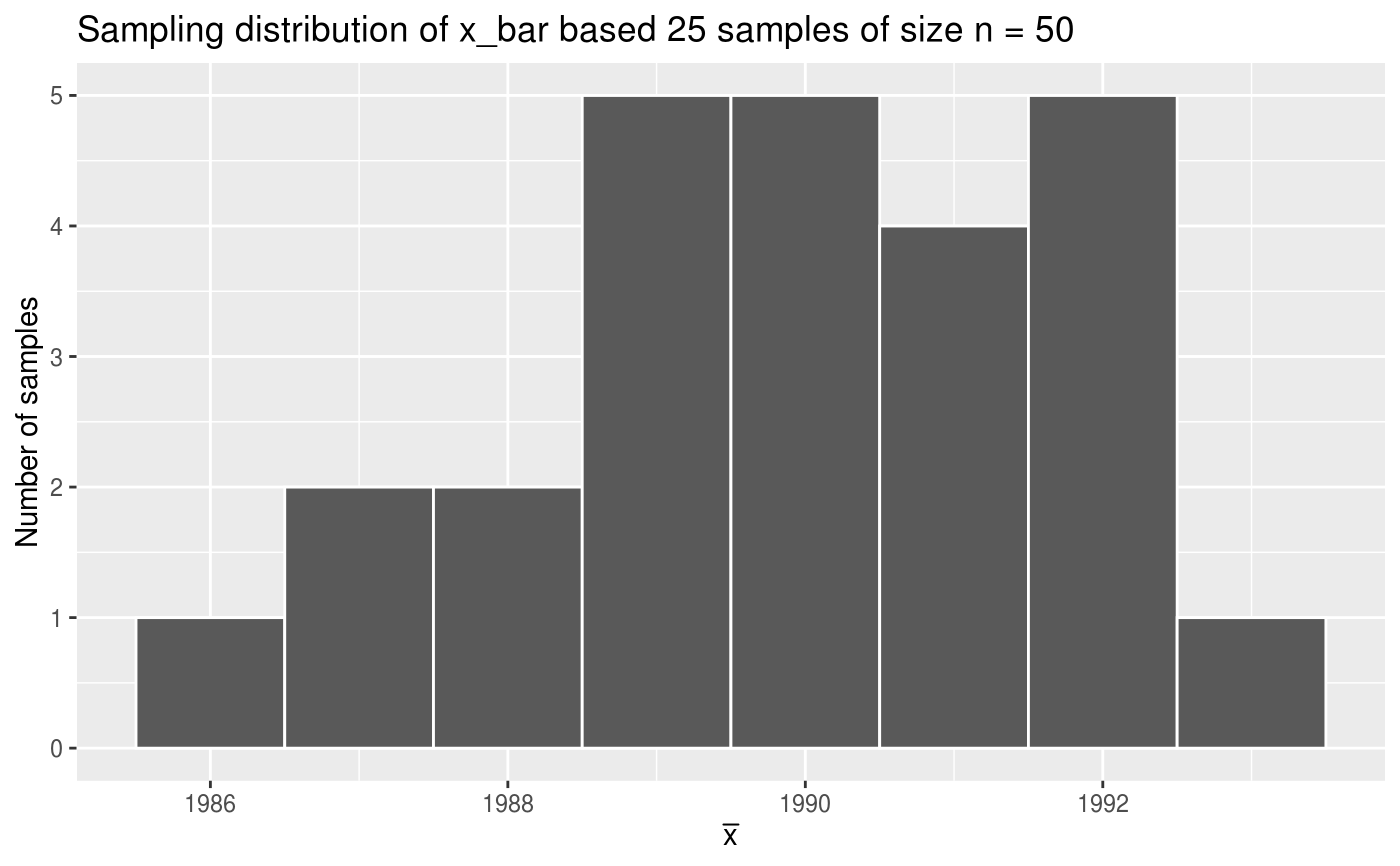 Sampling distribution of x_bar based 25 samples of size n = 50
Number of samples
5
4
3
2
1
0
1986 1988 1990 1992
x̅